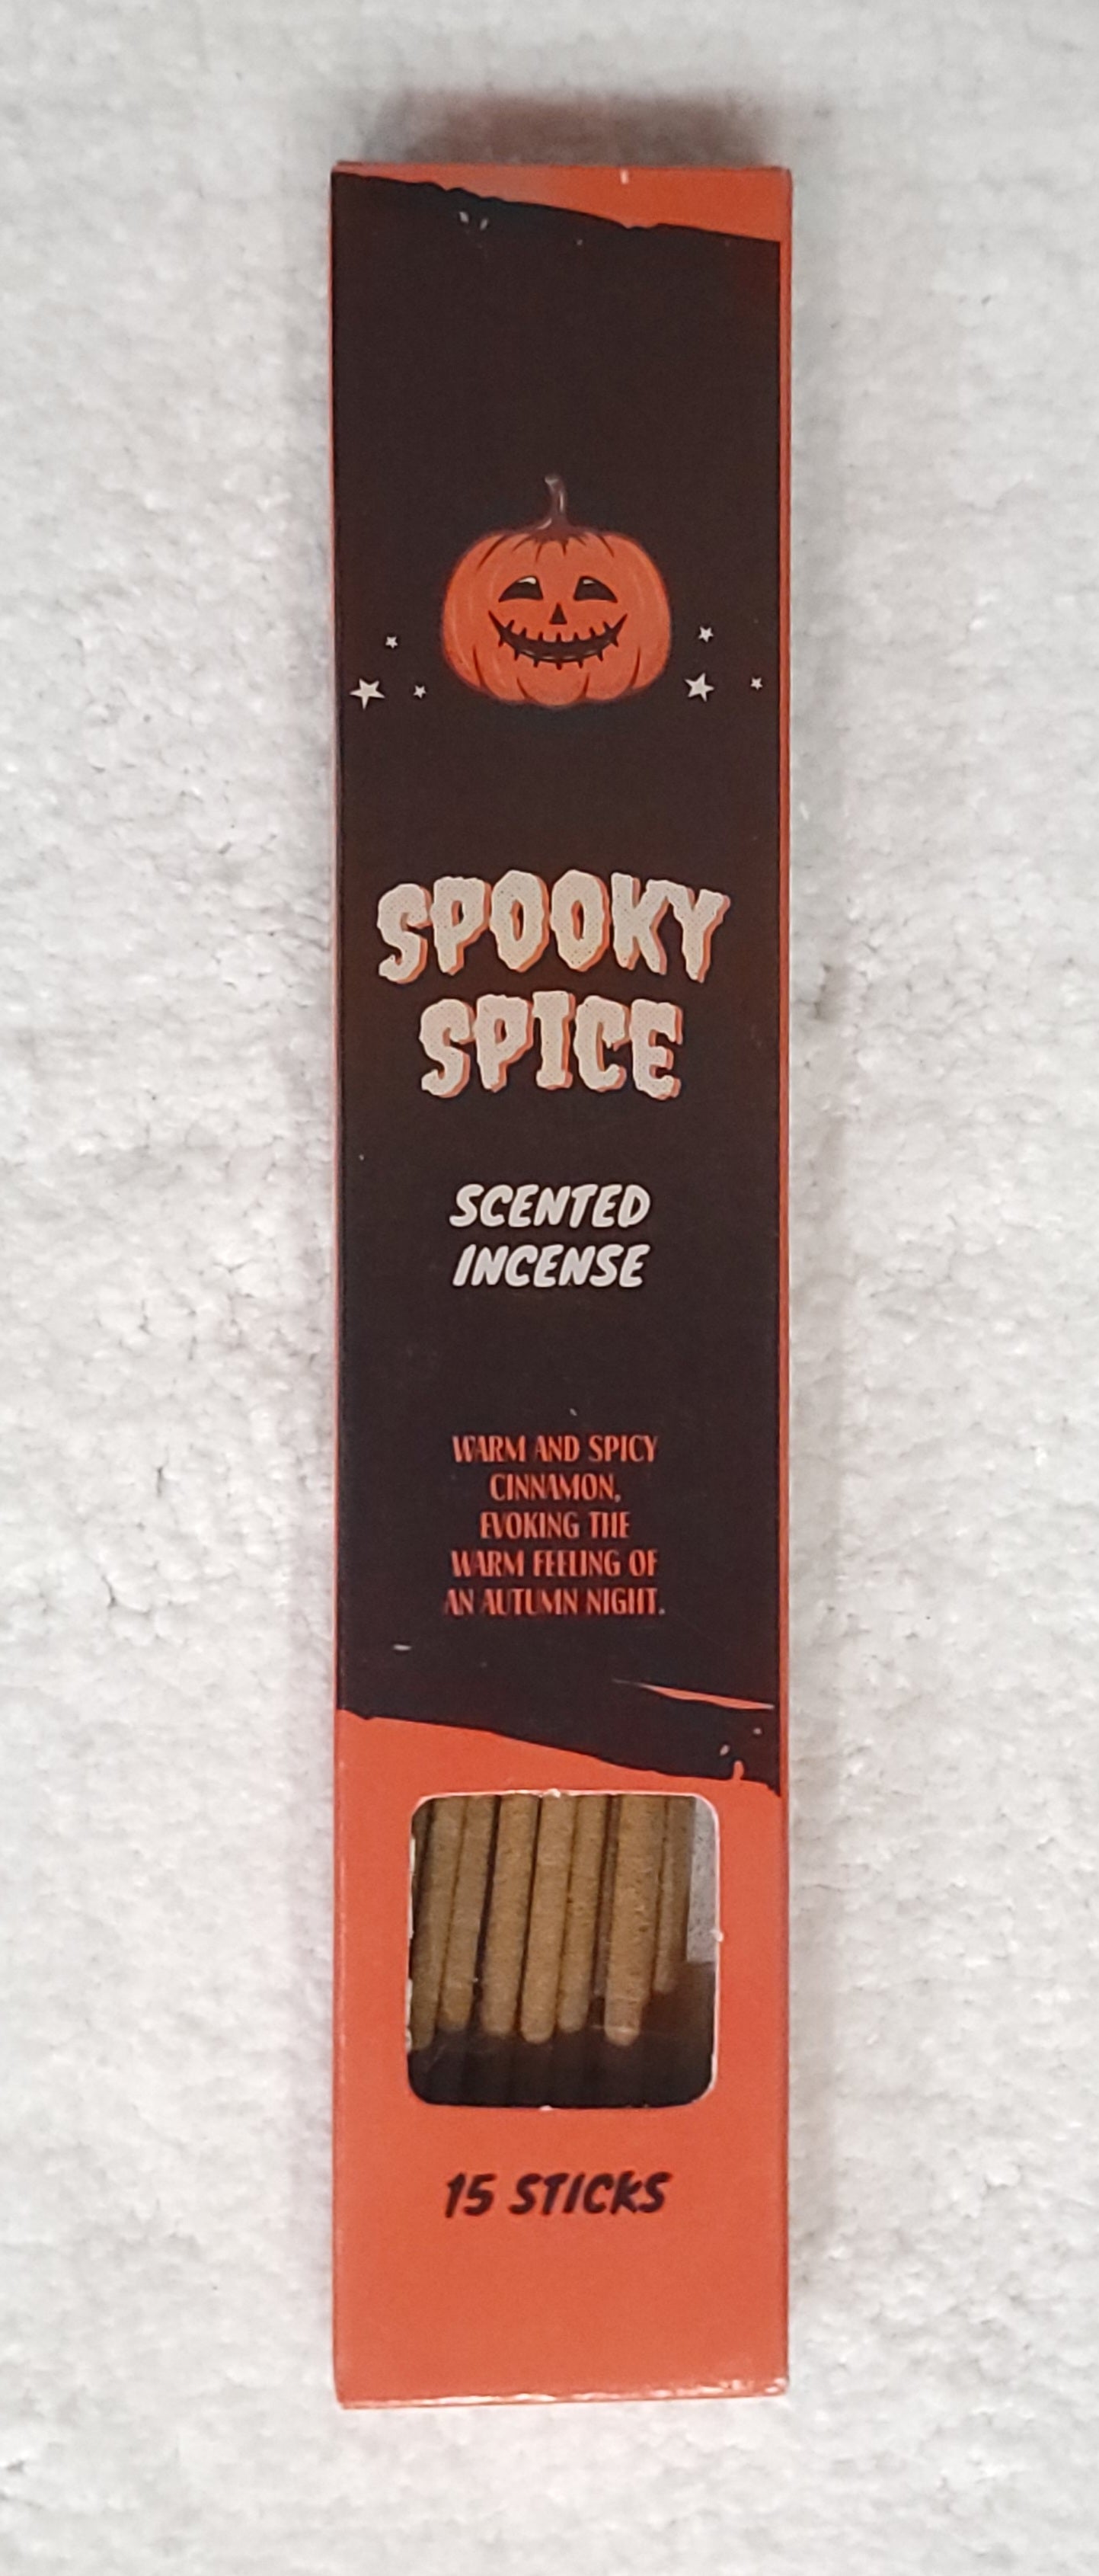 SPOOKY
SPICE
SCENTED
INCENSE
WARM AND SPICY
CINNAMON,
EVOKING THE
WARM FEELING OF
AN AUTUMN NIGHT.
15 STICKS